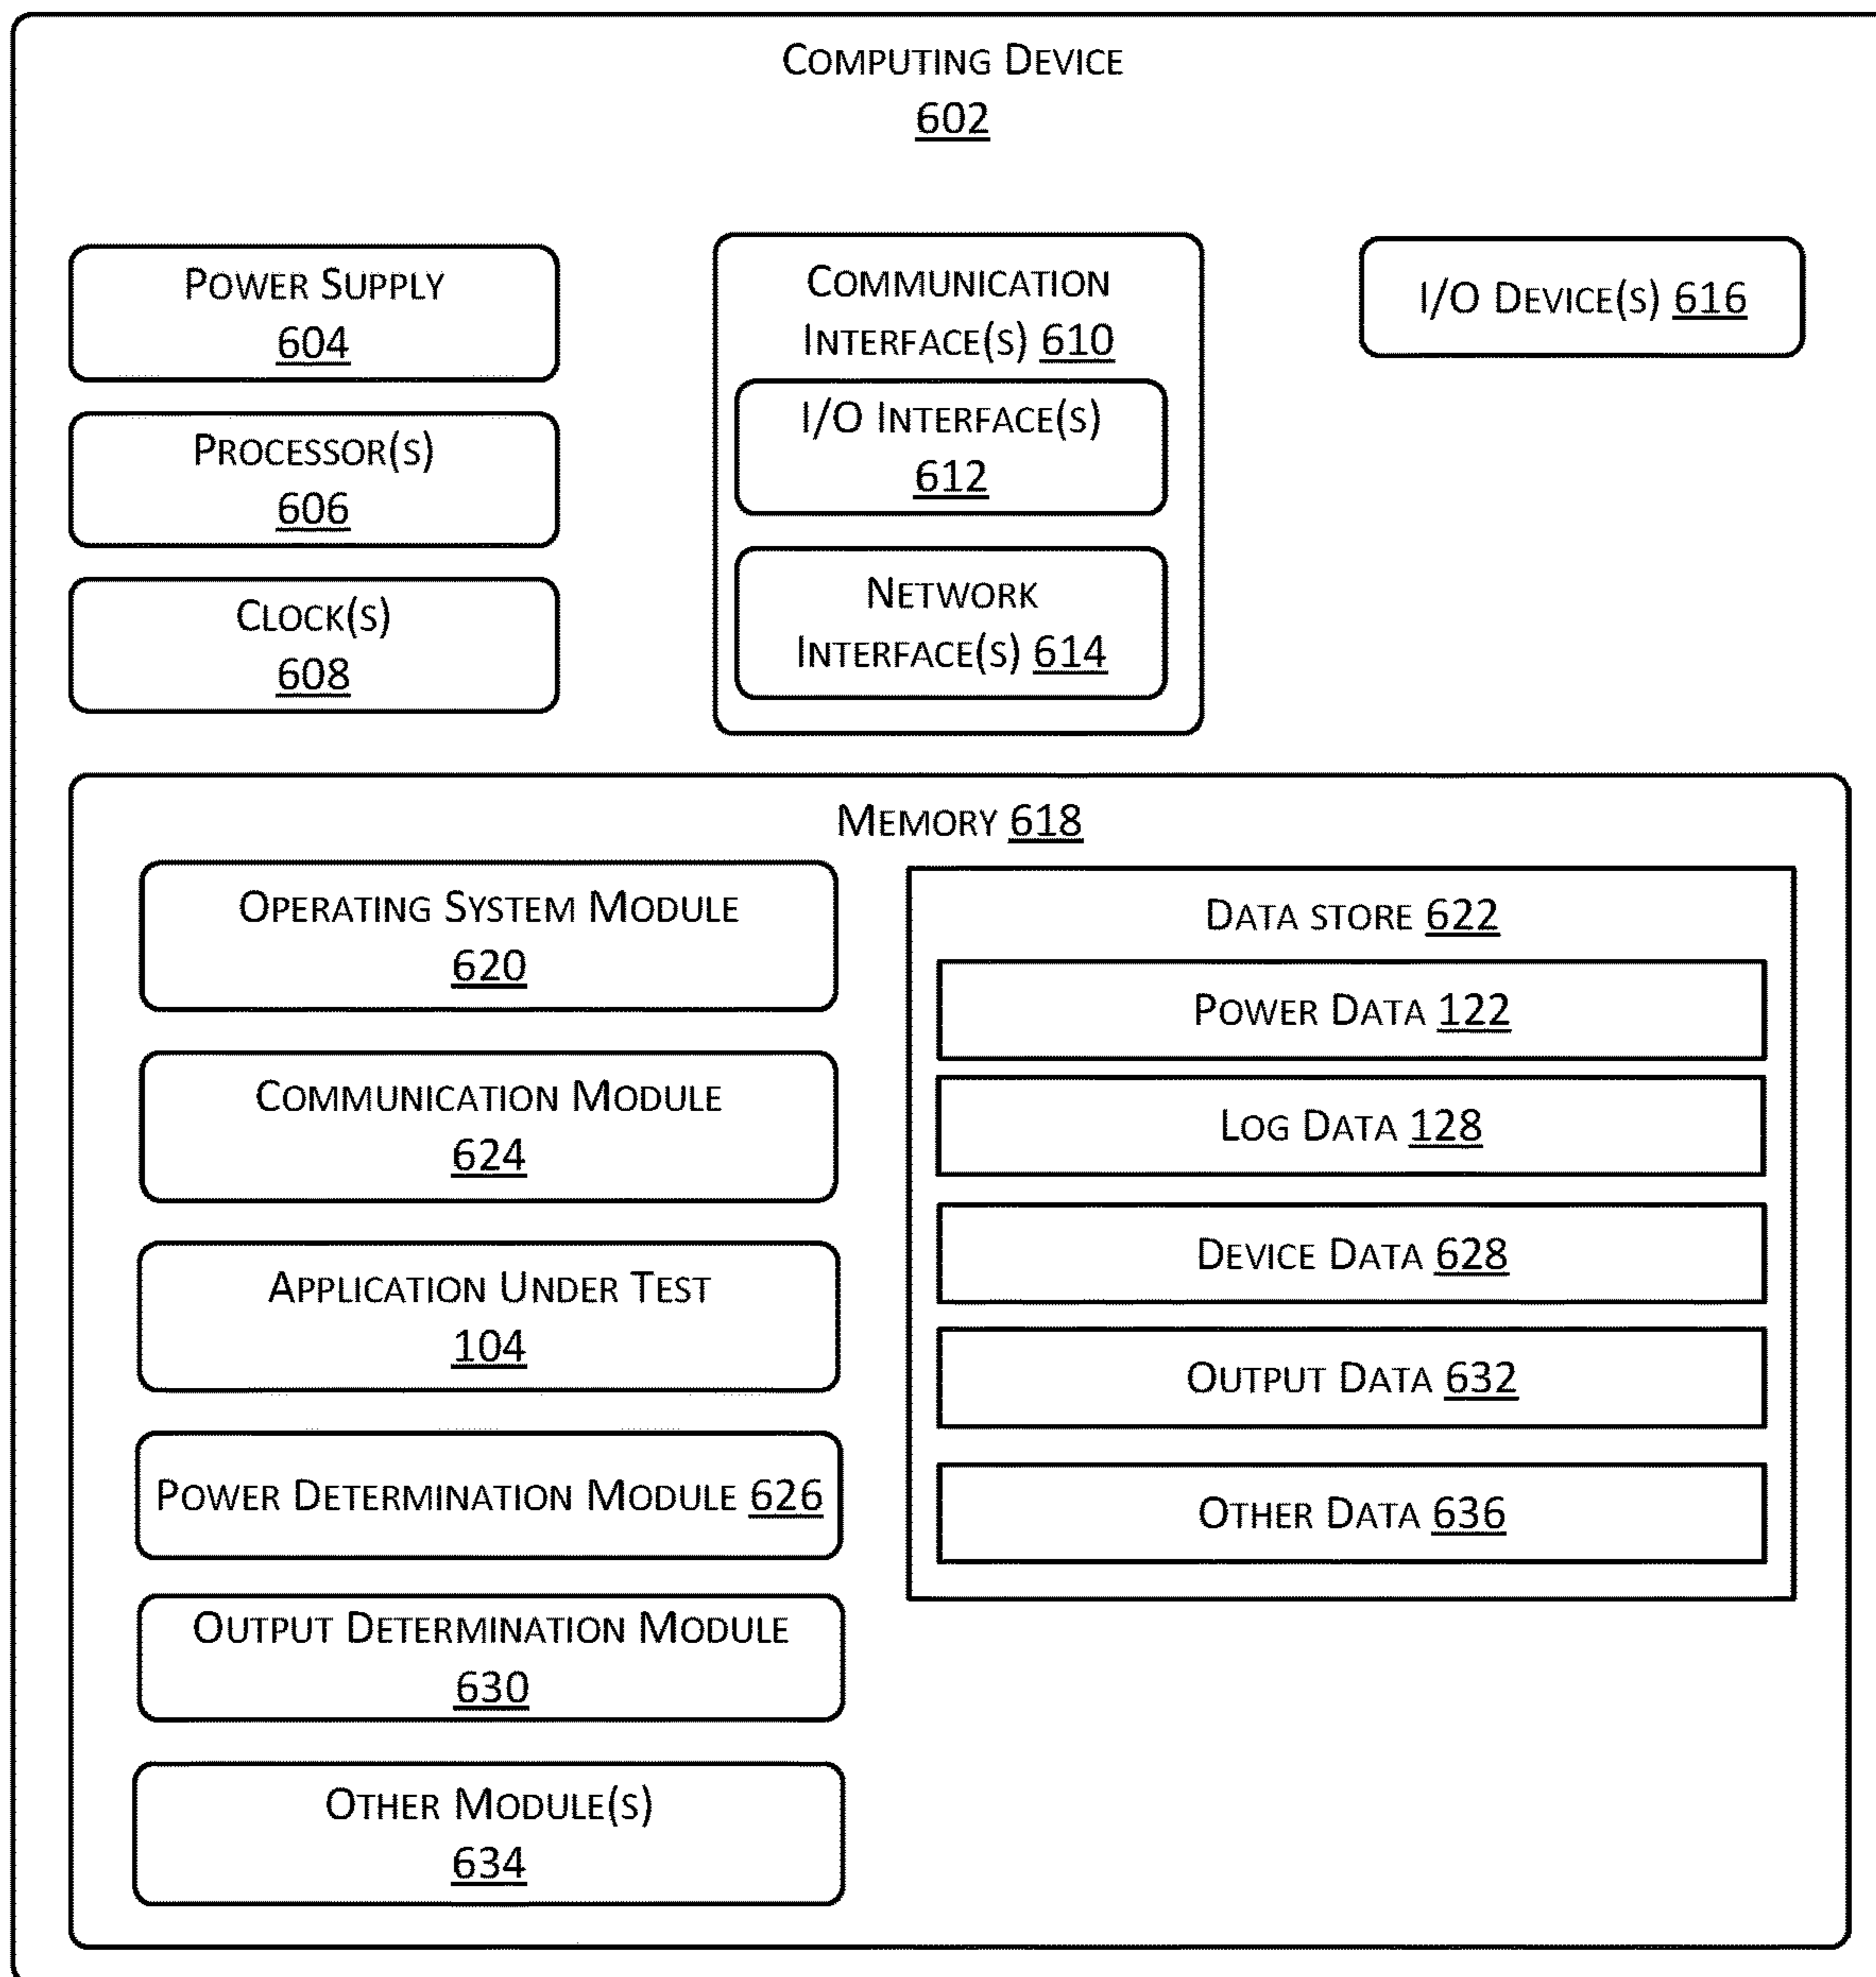 COMPUTING DEVICE
602
POWER SUPPLY
604
PROCESSOR(S)
606
CLOCK(S)
608
COMMUNICATION
INTERFACE(S) 610
I/O INTERFACE(S)
612
NETWORK
INTERFACE(S) 614
I/O DEVICE(S) 616
MEMORY 618
OPERATING SYSTEM MODULE
620
COMMUNICATION MODULE
624
APPLICATION UNDER TEST
104
POWER DETERMINATION MODULE 626
OUTPUT DETERMINATION MODULE
630
OTHER MODULE(S)
634
DATA STORE 622
POWER DATA 122
LOG DATA 128
DEVICE DATA 628
OUTPUT DATA 632
OTHER DATA 636